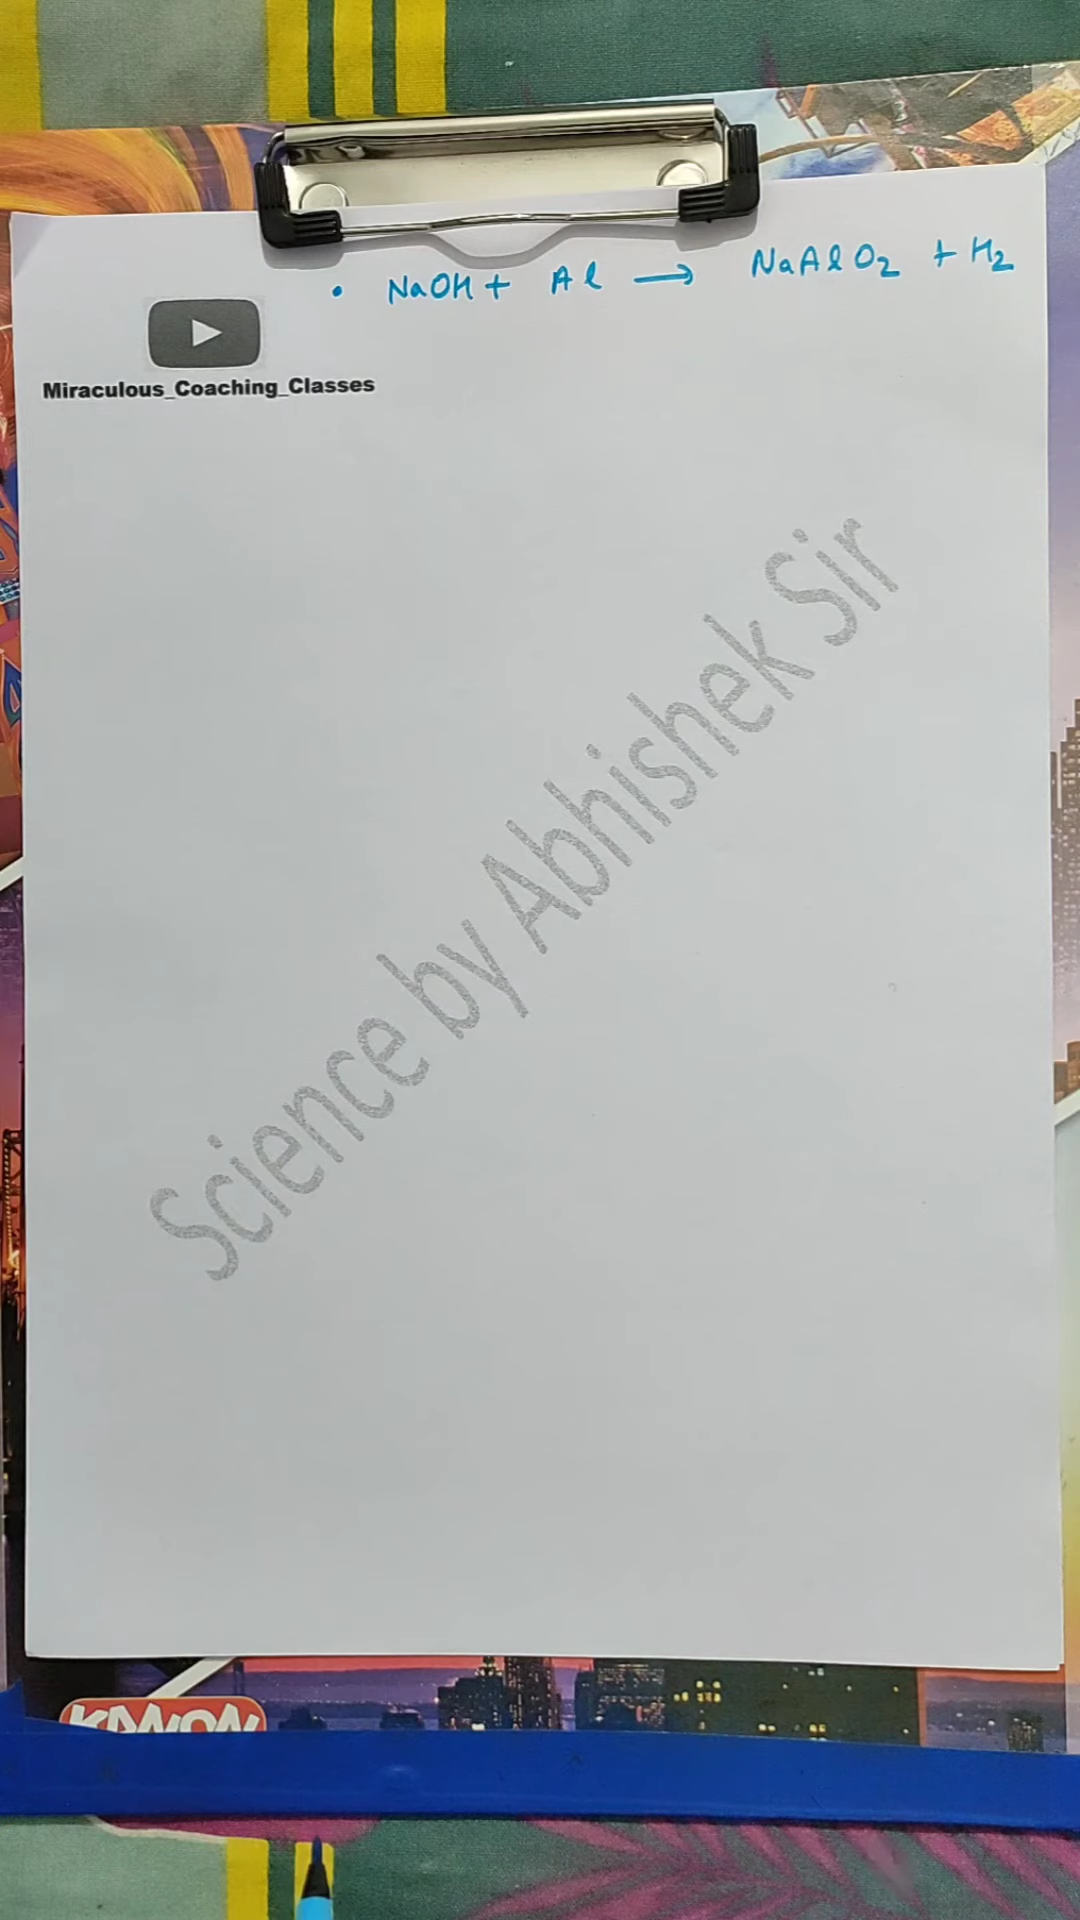 • NaOH + Al → NaAlO₂ + H₂
Miraculous_Coaching_Classes
Science by Abhishek Sir